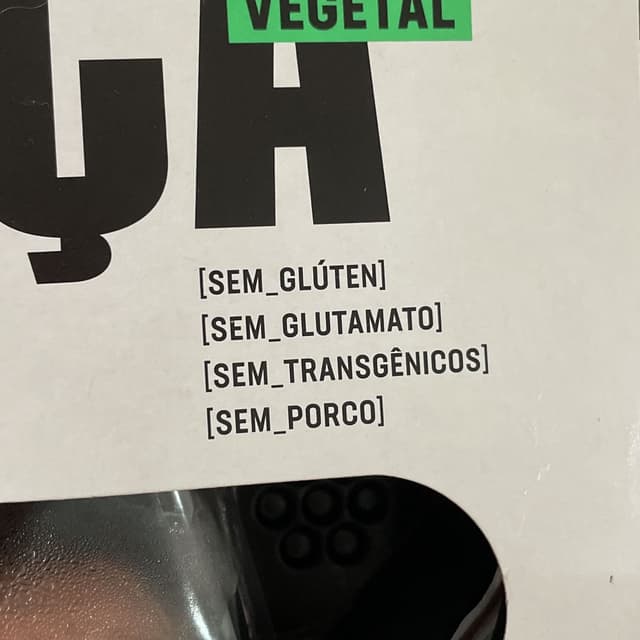 VEGETAL
ÇA
[SEM_GLÚTEN]
[SEM_GLUTAMATO]
[SEM_TRANSGÊNICOS]
[SEM_PORCO]